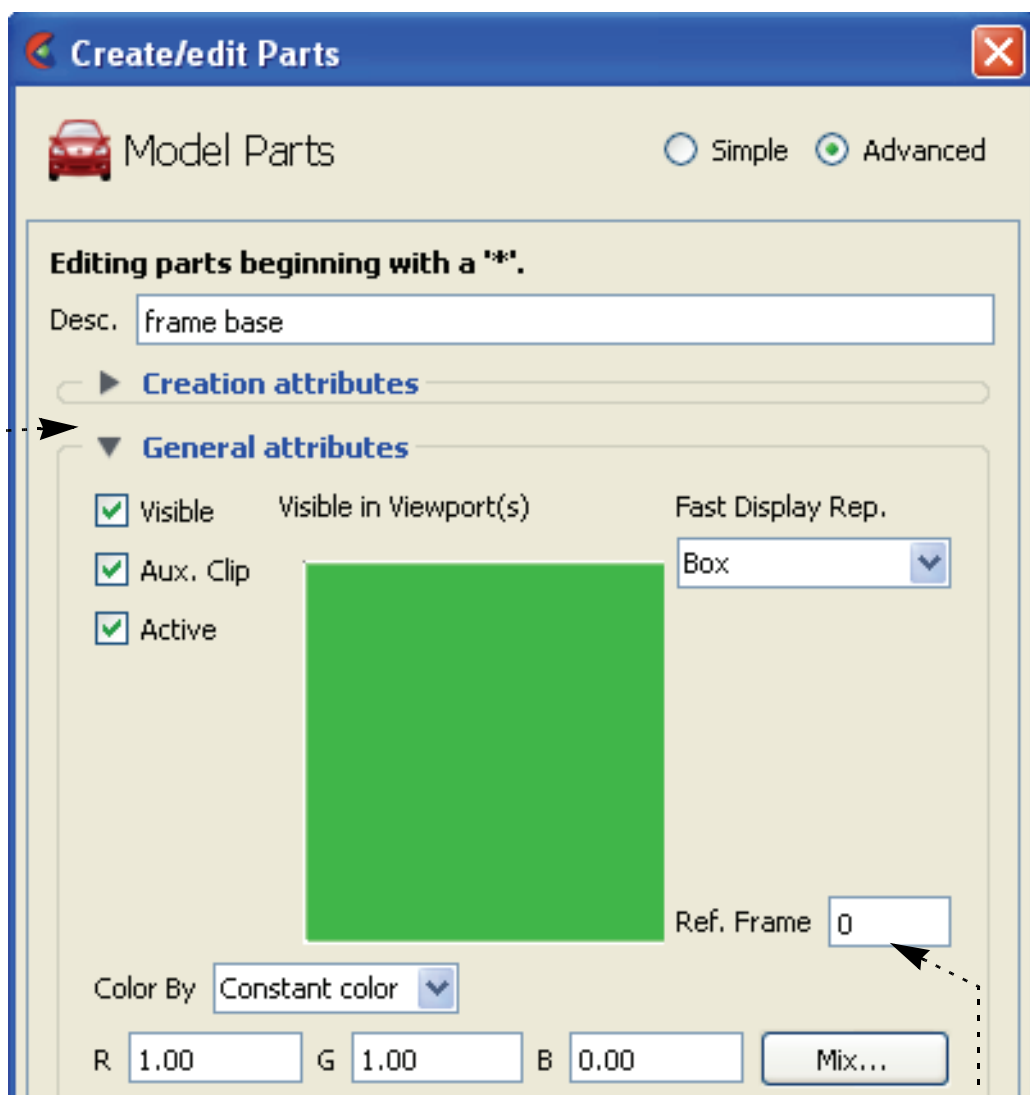 Create/edit Parts
Model Parts
Simple
Advanced
Editing parts beginning with a '*'.
Desc. frame base
Creation attributes
General attributes
Visible
Visible in Viewport(s)
Fast Display Rep.
Aux. Clip
Box
Active
Ref. Frame 0
Color By Constant color
R 1.00 G 1.00 B 0.00 Mix...